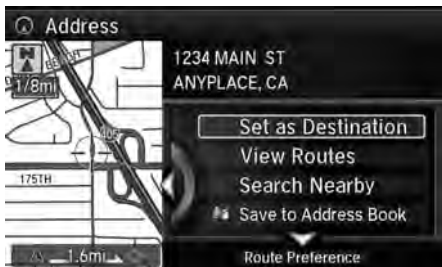 Address
N
1/8mi
1234 MAIN ST
ANYPLACE, CA
405
175TH
1.6mi
Set as Destination
View Routes
Search Nearby
Save to Address Book
Route Preference